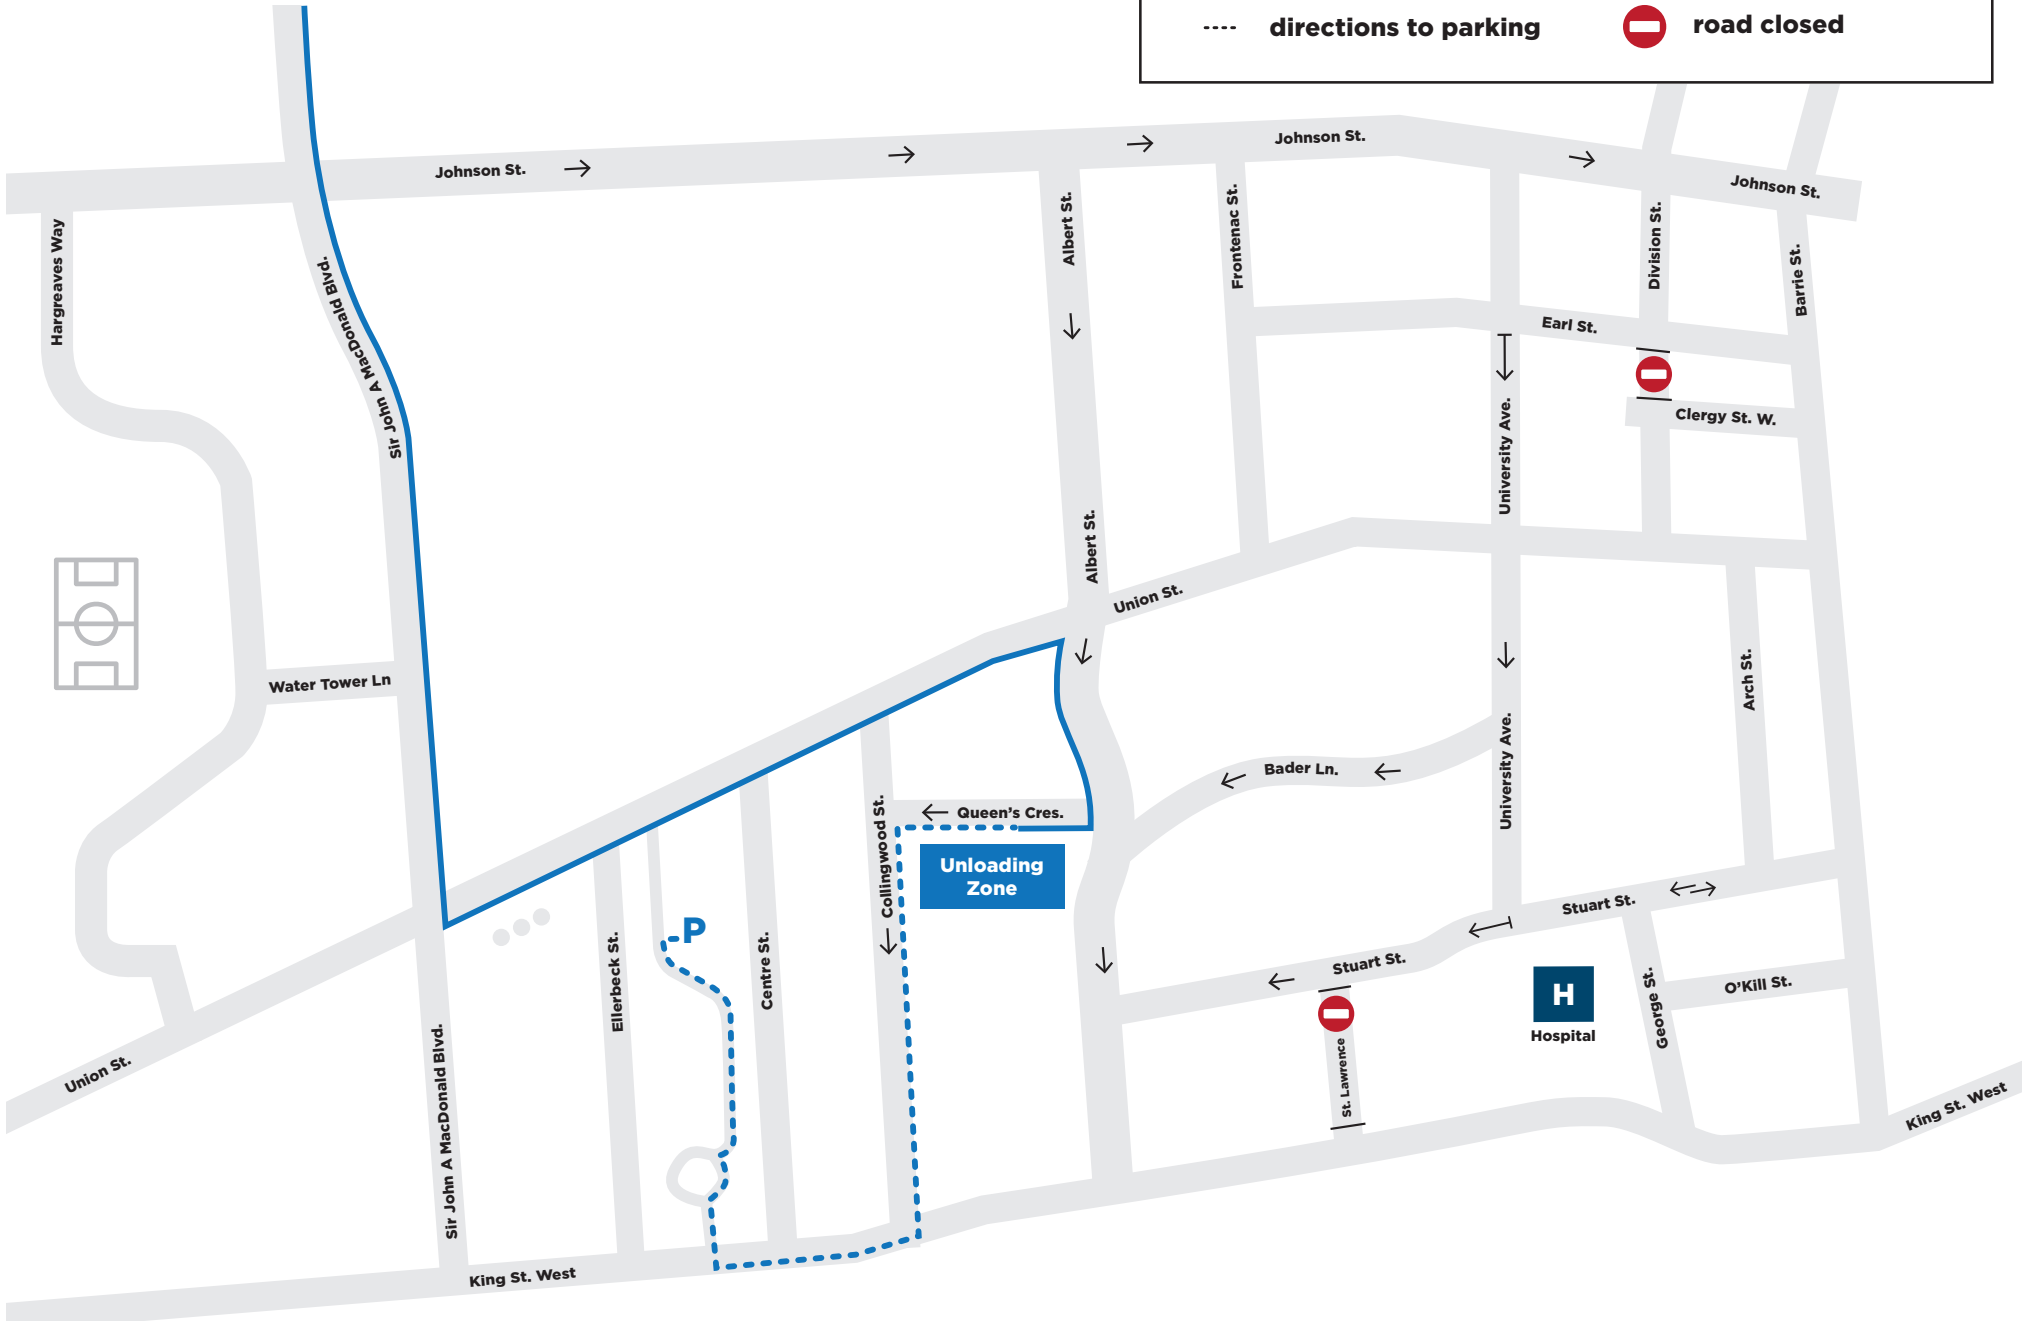 directions to parking
road closed
Johnson St.
Johnson St.
Johnson St.
Hargreaves Way
Sir John A MacDonald Blvd.
Albert St.
Frontenac St.
Division St.
Barrie St.
Earl St.
Clergy St. W.
University Ave.
Albert St.
Union St.
Water Tower Ln
Arch St.
Bader Ln.
University Ave.
Queen's Cres.
Collingwood St.
Unloading
Zone
P
Stuart St.
Ellerbeck St.
Centre St.
Stuart St.
H
Hospital
George St.
O'Kill St.
St. Lawrence
Union St.
Sir John A MacDonald Blvd.
King St. West
King St. West